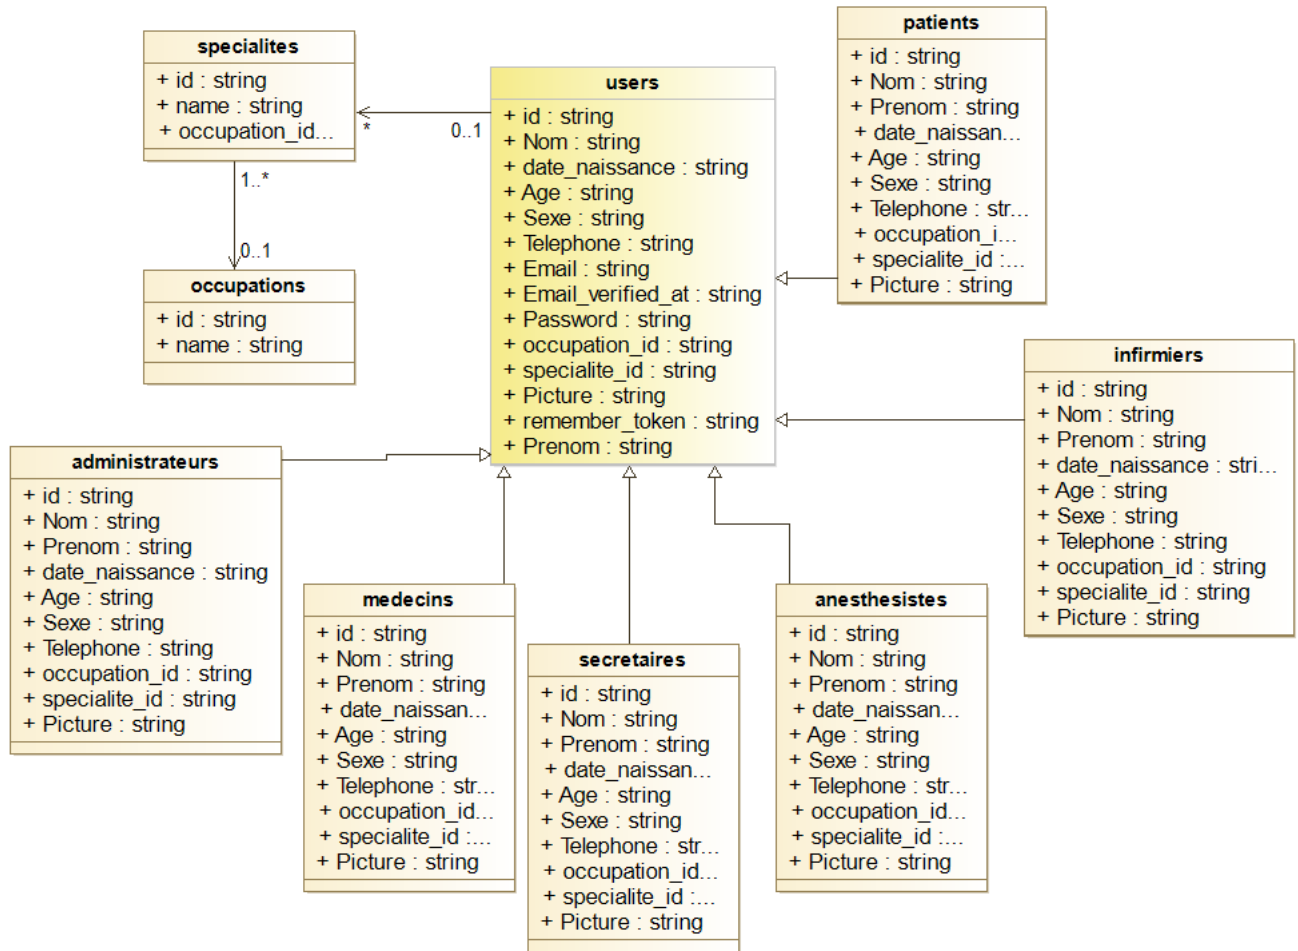 specialites
+ id : string
+ name : string
+ occupation_id...
*
0..1
1..*
0..1
occupations
+ id : string
+ name : string
users
+ id : string
+ Nom : string
+ date_naissance : string
+ Age : string
+ Sexe : string
+ Telephone : string
+ Email : string
+ Email_verified_at : string
+ Password : string
+ occupation_id : string
+ specialite_id : string
+ Picture : string
+ remember_token : string
+ Prenom : string
patients
+ id : string
+ Nom : string
+ Prenom : string
+ date_naissan...
+ Age : string
+ Sexe : string
+ Telephone : str...
+ occupation_i...
+ specialite_id :...
+ Picture : string
infirmiers
+ id : string
+ Nom : string
+ Prenom : string
+ date_naissance : stri...
+ Age : string
+ Sexe : string
+ Telephone : string
+ occupation_id : string
+ specialite_id : string
+ Picture : string
administrateurs
+ id : string
+ Nom : string
+ Prenom : string
+ date_naissance : string
+ Age : string
+ Sexe : string
+ Telephone : string
+ occupation_id : string
+ specialite_id : string
+ Picture : string
medecins
+ id : string
+ Nom : string
+ Prenom : string
+ date_naissan...
+ Age : string
+ Sexe : string
+ Telephone : str...
+ occupation_id...
+ specialite_id :...
+ Picture : string
secretaires
+ id : string
+ Nom : string
+ Prenom : string
+ date_naissan...
+ Age : string
+ Sexe : string
+ Telephone : str...
+ occupation_id...
+ specialite_id :...
+ Picture : string
anesthesistes
+ id : string
+ Nom : string
+ Prenom : string
+ date_naissan...
+ Age : string
+ Sexe : string
+ Telephone : str...
+ occupation_id...
+ specialite_id :...
+ Picture : string